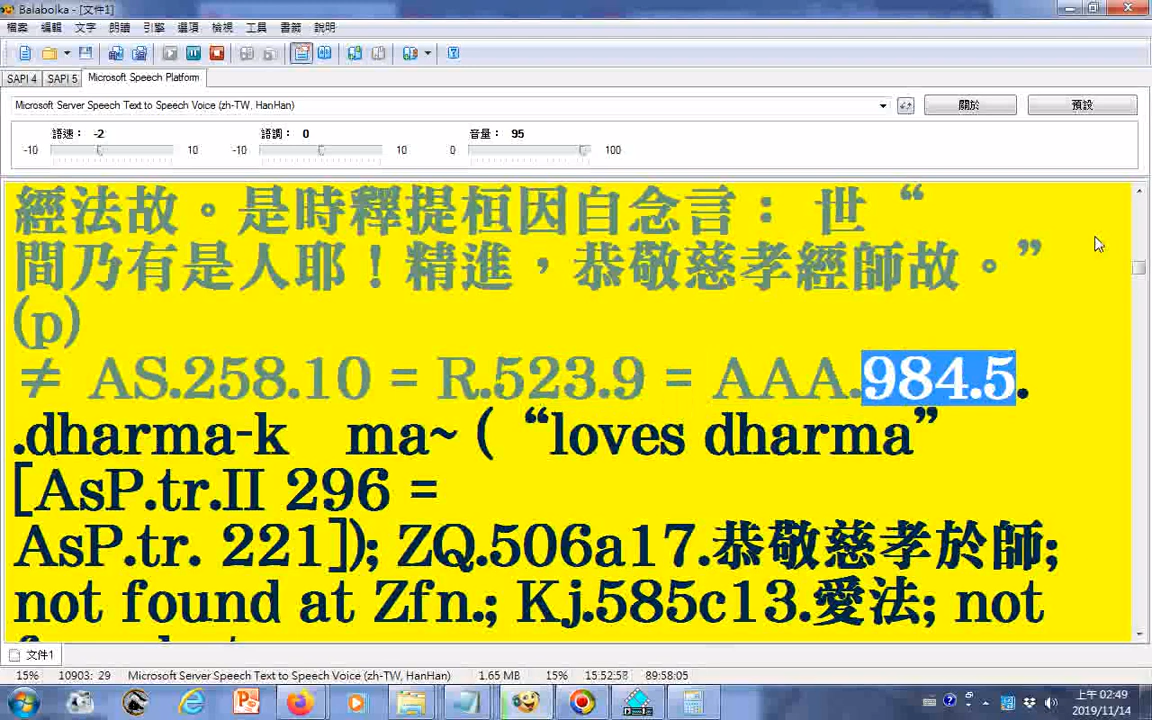 Balabolka - [文件1]
檔案 編輯 文字 朗讀 引擎 選項 檢視 工具 書籤 說明
SAPI 4 SAPI 5 Microsoft Speech Platform
Microsoft Server Speech Text to Speech Voice (zh-TW, HanHan) 關於 預設
語速： -2 語調： 0 音量： 95
-10 10 -10 10 0 100
經法故。是時釋提桓因自念言： 世“
間乃有是人耶！精進，恭敬慈孝經師故。”
(p)
≠ AS.258.10 = R.523.9 = AAA.984.5.
.dharma-k ma~ ( “loves dharma”
[AsP.tr.II 296 =
AsP.tr. 221]); ZQ.506a17.恭敬慈孝於師;
not found at Zfn.; Kj.585c13.愛法; not
文件1
15% 10903: 29 Microsoft Server Speech Text to Speech Voice (zh-TW, HanHan) 1.65 MB 15% 15:52:58 89:58:05
上午 02:49
2019/11/14